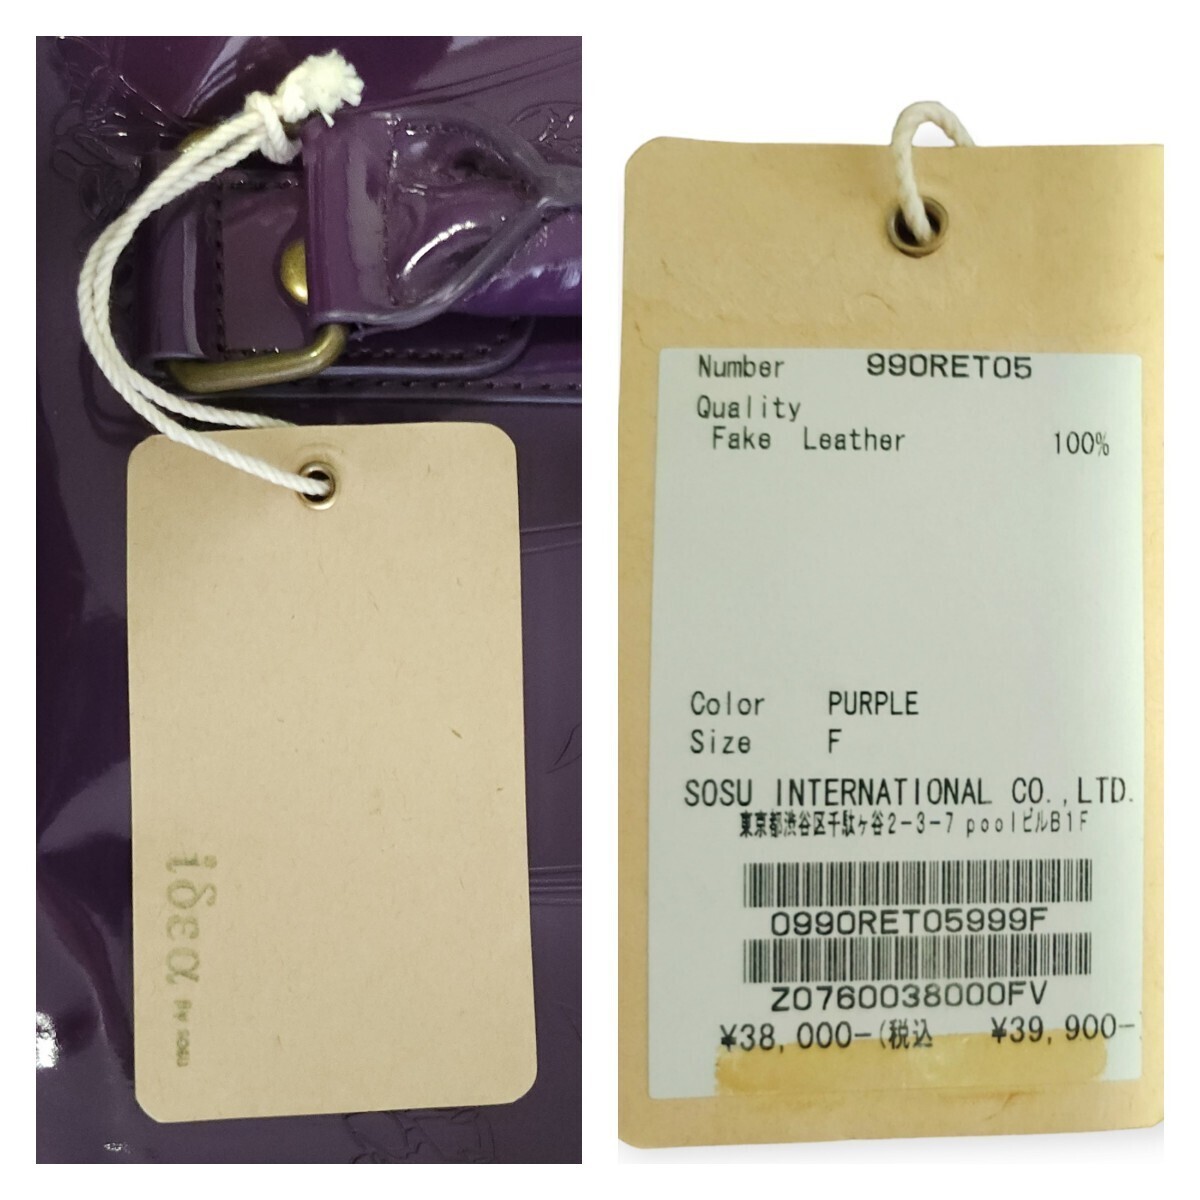 ιδεα By SOSU
Number 990RET05
Quality
Fake Leather 100%
Color PURPLE
Size F
SOSU INTERNATIONAL CO.,LTD.
東京都渋谷区千駄ヶ谷2-3-7 poolビルB1F
0990RET05999F
Z0760038000FV
¥38,000-(税込 ¥39,900-)